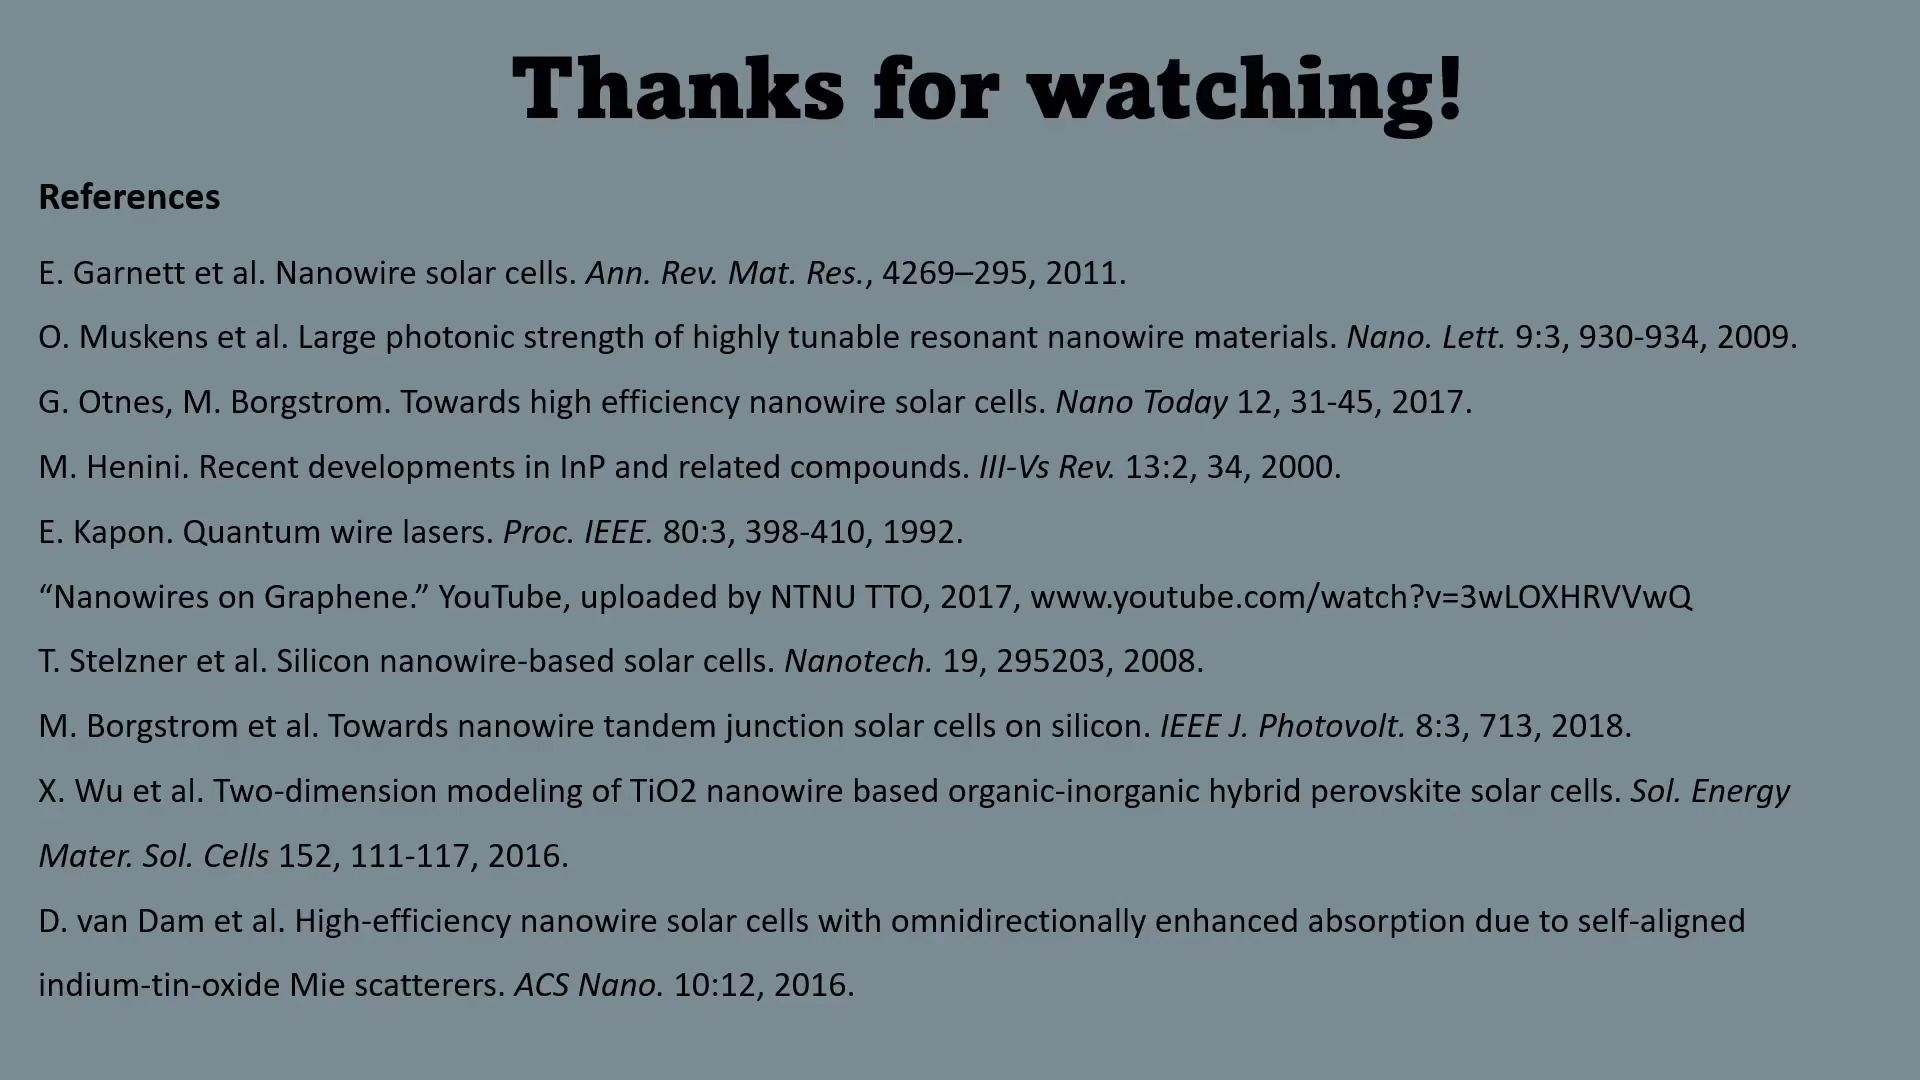 Thanks for watching!
References
E. Garnett et al. Nanowire solar cells. Ann. Rev. Mat. Res., 4269–295, 2011.
O. Muskens et al. Large photonic strength of highly tunable resonant nanowire materials. Nano. Lett. 9:3, 930-934, 2009.
G. Otnes, M. Borgstrom. Towards high efficiency nanowire solar cells. Nano Today 12, 31-45, 2017.
M. Henini. Recent developments in InP and related compounds. III-Vs Rev. 13:2, 34, 2000.
E. Kapon. Quantum wire lasers. Proc. IEEE. 80:3, 398-410, 1992.
“Nanowires on Graphene.” YouTube, uploaded by NTNU TTO, 2017, www.youtube.com/watch?v=3wLOXHRVVwQ
T. Stelzner et al. Silicon nanowire-based solar cells. Nanotech. 19, 295203, 2008.
M. Borgstrom et al. Towards nanowire tandem junction solar cells on silicon. IEEE J. Photovolt. 8:3, 713, 2018.
X. Wu et al. Two-dimension modeling of TiO2 nanowire based organic-inorganic hybrid perovskite solar cells. Sol. Energy
Mater. Sol. Cells 152, 111-117, 2016.
D. van Dam et al. High-efficiency nanowire solar cells with omnidirectionally enhanced absorption due to self-aligned
indium-tin-oxide Mie scatterers. ACS Nano. 10:12, 2016.